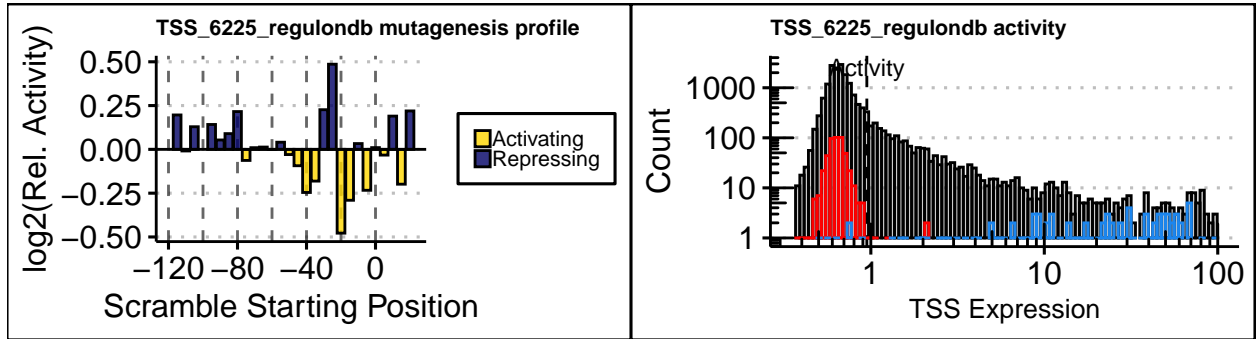 TSS_6225_regulondb mutagenesis profile
log2(Rel. Activity)
0.50
0.25
0.00
−0.25
−0.50
−120
−80
−40
0
Scramble Starting Position
Activating
Repressing
TSS_6225_regulondb activity
Count
1000
100
10
1
1
10
100
TSS Expression